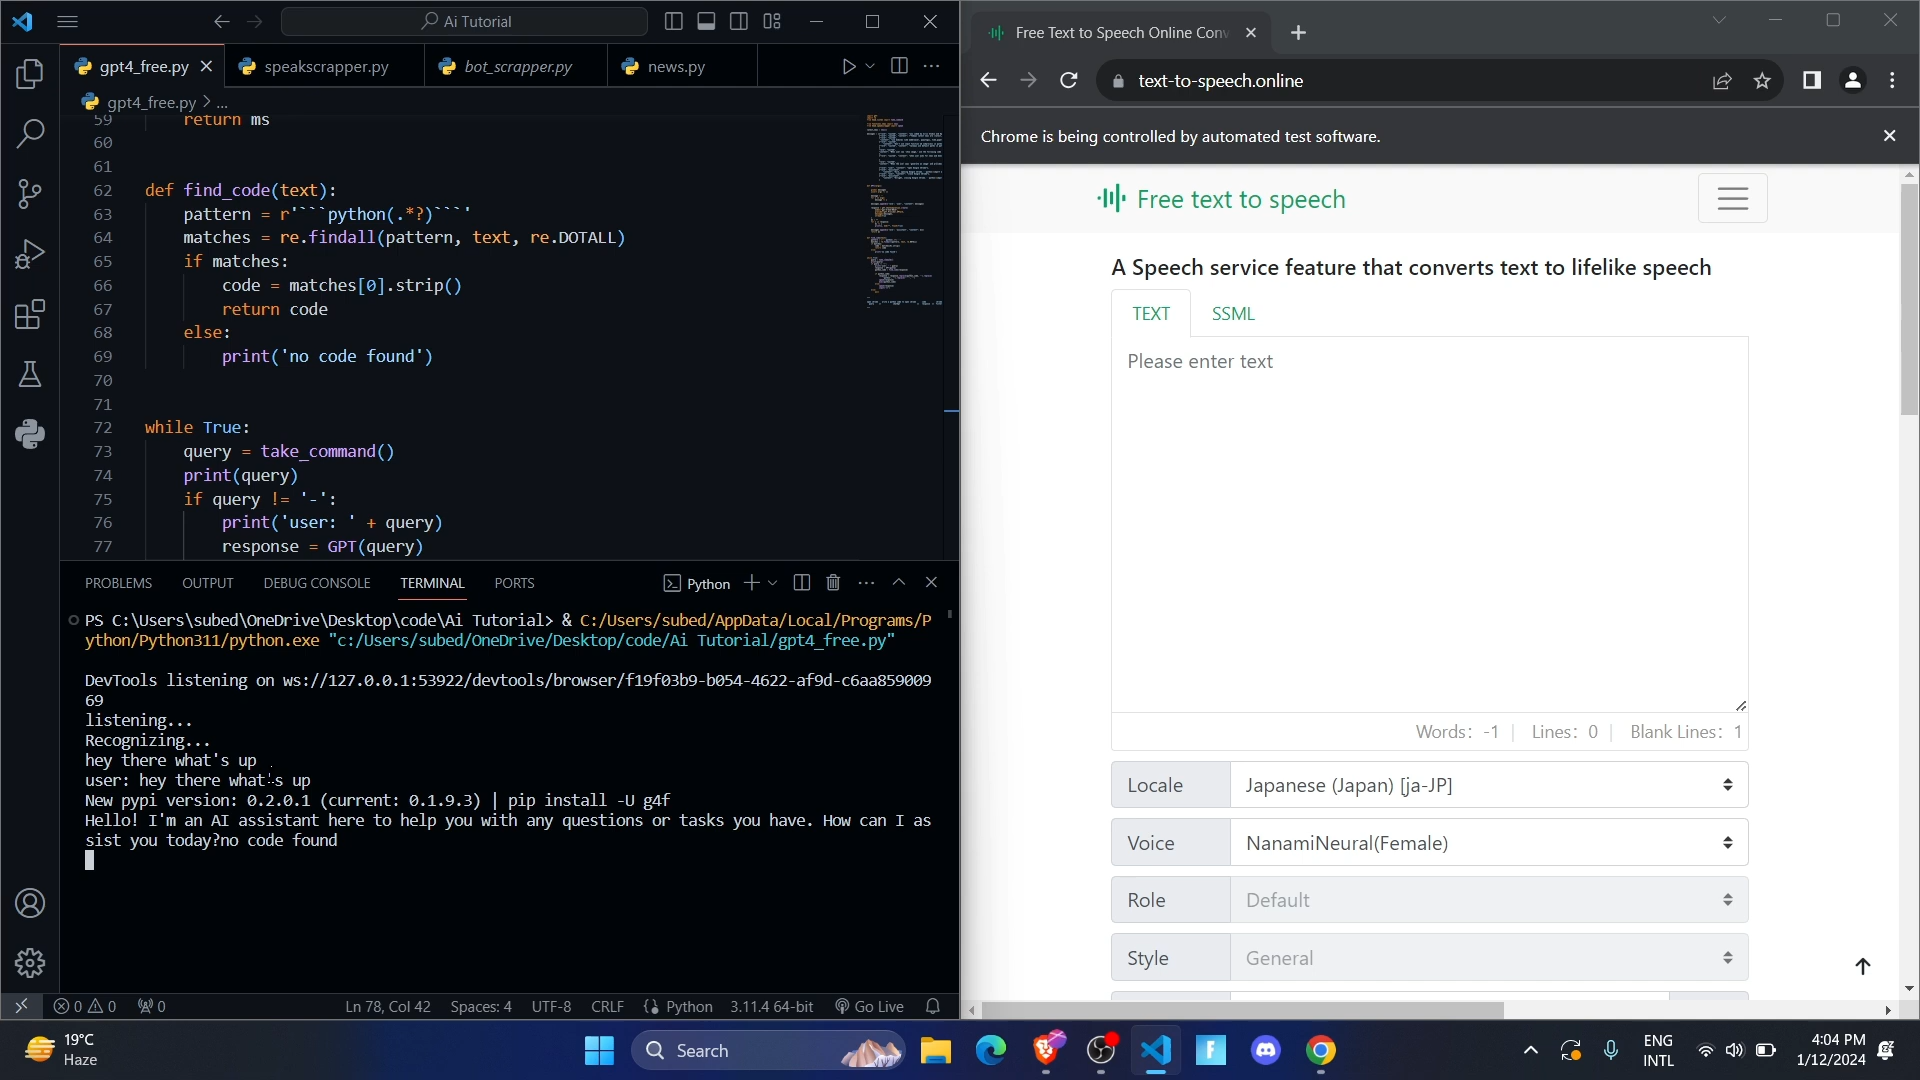 Ai Tutorial
gpt4_free.py
speakscrapper.py
bot_scrapper.py
news.py
gpt4_free.py > ...
59 return ms
60
61
62 def find_code(text):
63 pattern = r'```python(.*?)```'
64 matches = re.findall(pattern, text, re.DOTALL)
65 if matches:
66 code = matches[0].strip()
67 return code
68 else:
69 print('no code found')
70
71
72 while True:
73 query = take_command()
74 print(query)
75 if query != '-':
76 print('user: ' + query)
77 response = GPT(query)
PROBLEMS OUTPUT DEBUG CONSOLE TERMINAL PORTS Python
PS C:\Users\subed\OneDrive\Desktop\code\Ai Tutorial> & C:/Users/subed/AppData/Local/Programs/P
ython/Python311/python.exe "c:/Users/subed/OneDrive/Desktop/code/Ai Tutorial/gpt4_free.py"
DevTools listening on ws://127.0.0.1:53922/devtools/browser/f19f03b9-b054-4622-af9d-c6aa859009
69
listening...
Recognizing...
hey there what's up
user: hey there what's up
New pypi version: 0.2.0.1 (current: 0.1.9.3) | pip install -U g4f
Hello! I'm an AI assistant here to help you with any questions or tasks you have. How can I as
sist you today?no code found
0 0 0 Ln 78, Col 42 Spaces: 4 UTF-8 CRLF Python 3.11.4 64-bit Go Live
Free Text to Speech Online Conv
text-to-speech.online
Chrome is being controlled by automated test software.
Free text to speech
A Speech service feature that converts text to lifelike speech
TEXT SSML
Please enter text
Words: -1 | Lines: 0 | Blank Lines: 1
Locale Japanese (Japan) [ja-JP]
Voice NanamiNeural(Female)
Role Default
Style General
19°C
Haze
Search
ENG
INTL
4:04 PM
1/12/2024